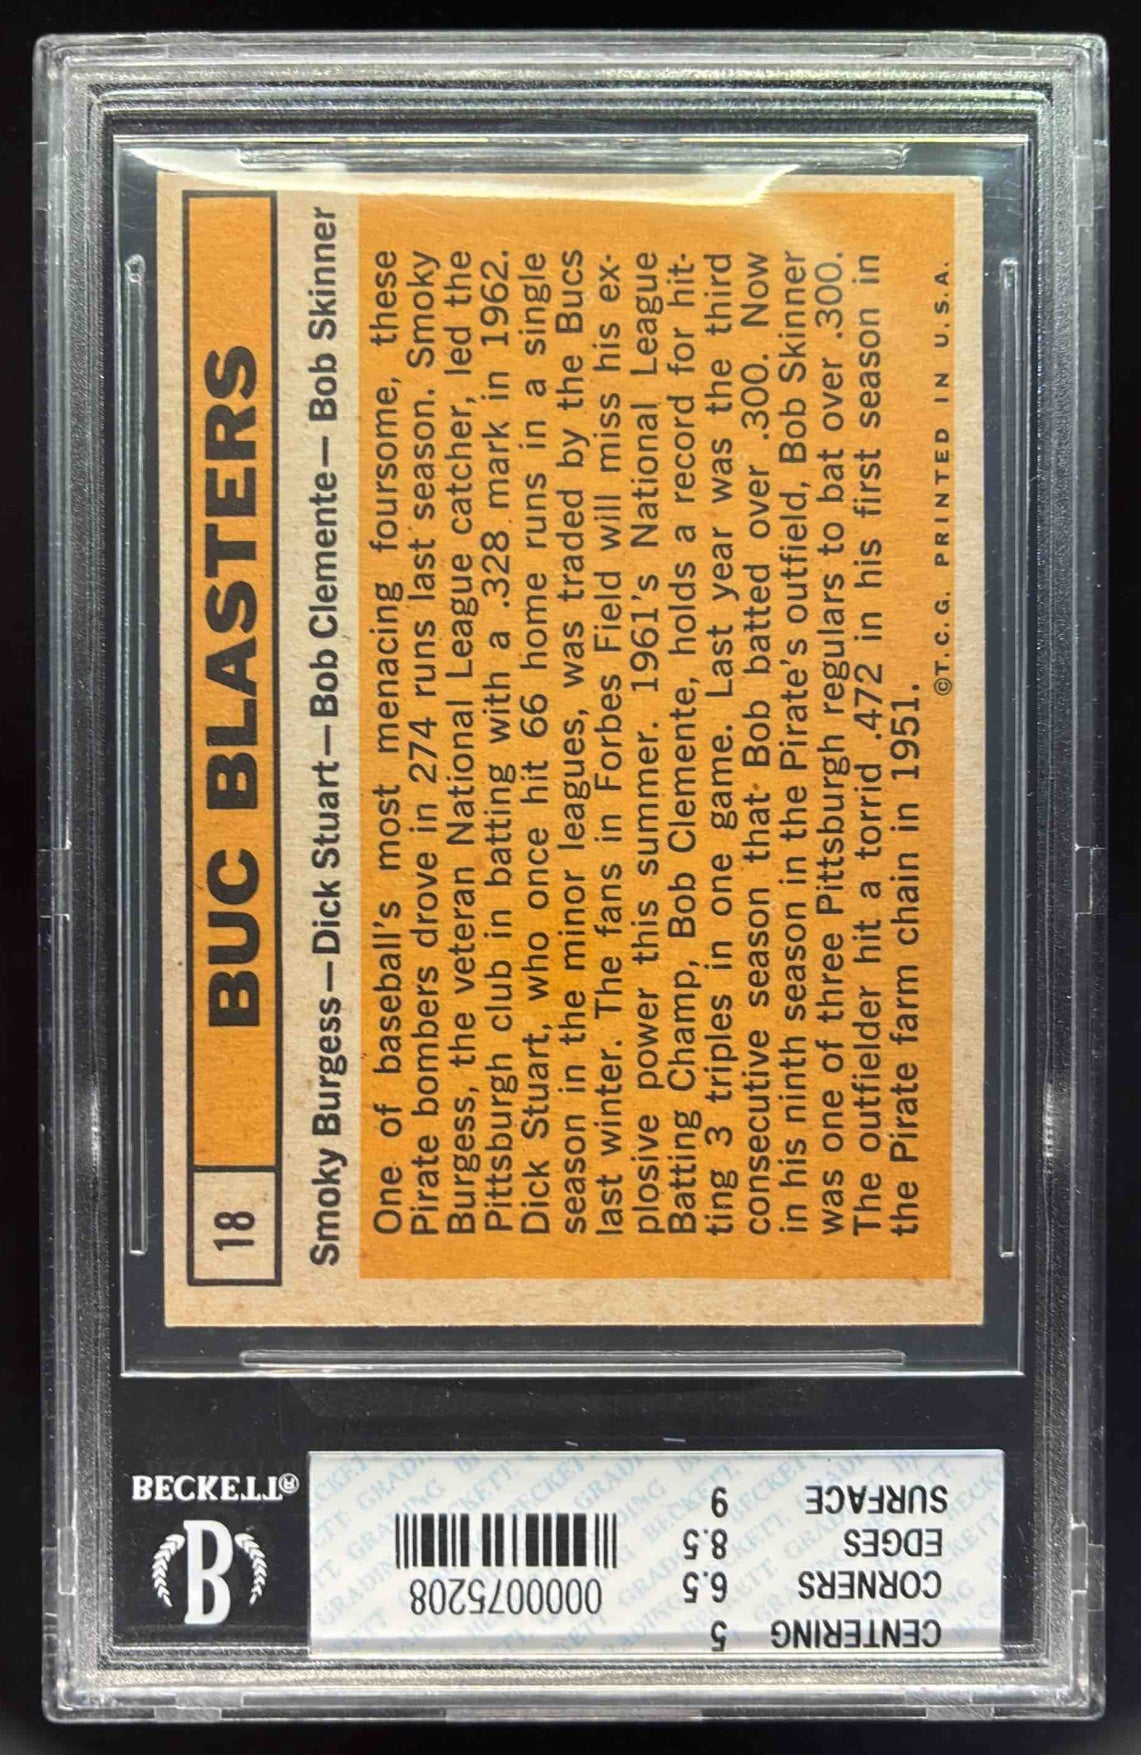 18
BUC BLASTERS
Smoky Burgess—Dick Stuart—Bob Clemente—Bob Skinner
One of baseball's most menacing foursome, these
Pirate bombers drove in 274 runs last season. Smoky
Burgess, the veteran National League catcher, led the
Pittsburgh club in batting with a .328 mark in 1962.
Dick Stuart, who once hit 66 home runs in a single
season in the minor leagues, was traded by the Bucs
last winter. The fans in Forbes Field will miss his ex-
plosive power this summer. 1961's National League
Batting Champ, Bob Clemente, holds a record for hit-
ting 3 triples in one game. Last year was the third
consecutive season that Bob batted over .300. Now
in his ninth season in the Pirate's outfield, Bob Skinner
was one of three Pittsburgh regulars to bat over .300.
The outfielder hit a torrid .472 in his first season in
the Pirate farm chain in 1951.
©T.C.G. PRINTED IN U.S.A.
BECKETT®
B
CENTERING 5
CORNERS 6.5
EDGES 8.5
SURFACE 9
0000075208
BECKETT GRADING